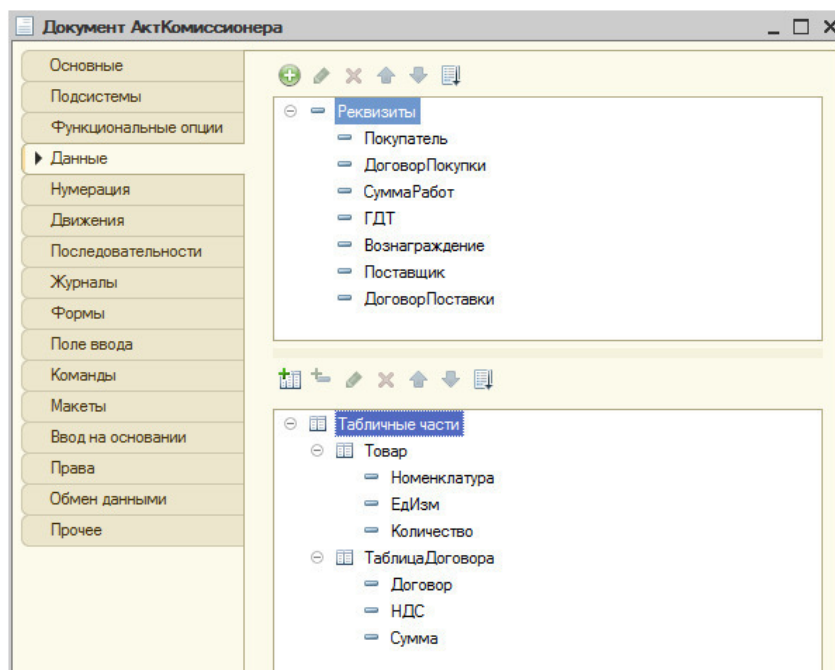 Документ АктКомиссионера
Основные
Подсистемы
Функциональные опции
Данные
Нумерация
Движения
Последовательности
Журналы
Формы
Поле ввода
Команды
Макеты
Ввод на основании
Права
Обмен данными
Прочее
Реквизиты
Покупатель
ДоговорПокупки
СуммаРабот
ГДТ
Вознаграждение
Поставщик
ДоговорПоставки
Табличные части
Товар
Номенклатура
ЕдИзм
Количество
ТаблицаДоговора
Договор
НДС
Сумма